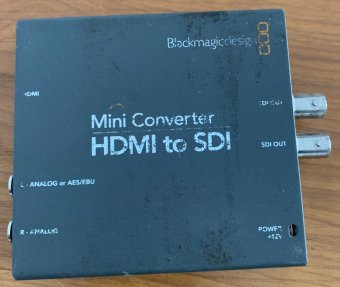 Blackmagicdesign
HDMI
Mini Converter
HDMI to SDI
SDI OUT
SDI OUT
L - ANALOG or AES/EBU
R - ANALOG
POWER
+12V